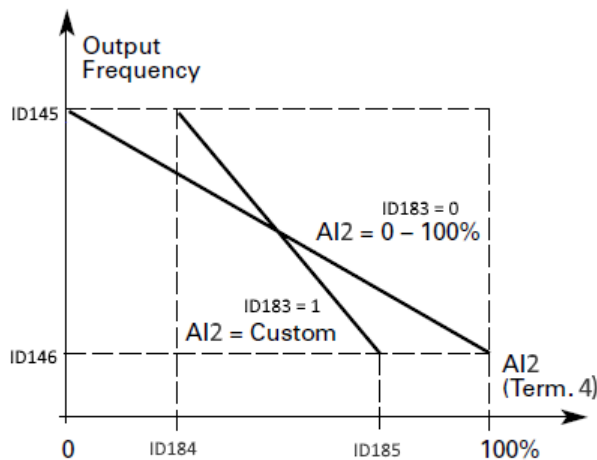 Output
Frequency
ID145
ID183 = 0
AI2 = 0 – 100%
ID183 = 1
AI2 = Custom
ID146
AI2
(Term. 4)
0
ID184
ID185
100%